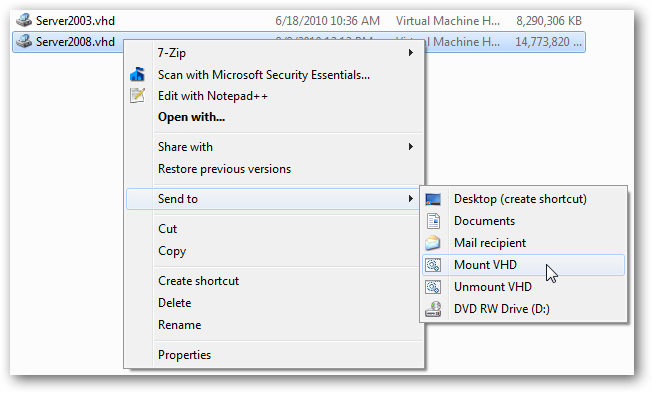 Server2003.vhd 6/18/2010 10:36 AM Virtual Machine H... 8,290,306 KB
Server2008.vhd Virtual Machine H... 14,773,820 ...
7-Zip
Scan with Microsoft Security Essentials...
Edit with Notepad++
Open with...
Share with
Restore previous versions
Send to
Cut
Copy
Create shortcut
Delete
Rename
Properties
Desktop (create shortcut)
Documents
Mail recipient
Mount VHD
Unmount VHD
DVD RW Drive (D:)